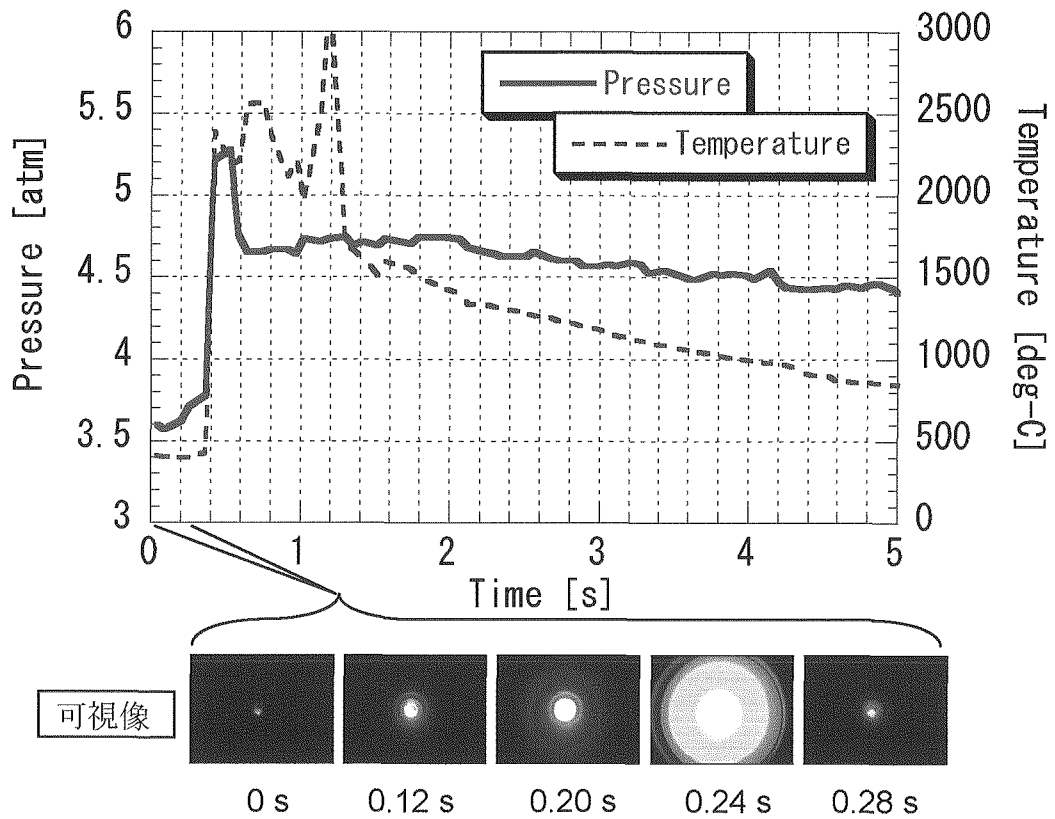 6
5.5
5
4.5
4
3.5
3
Pressure [atm]
Pressure
Temperature
3000
2500
2000
1500
1000
500
0
Temperature [deg-C]
0 1 2 3 4 5
Time [s]
可視像
0 s 0.12 s 0.20 s 0.24 s 0.28 s